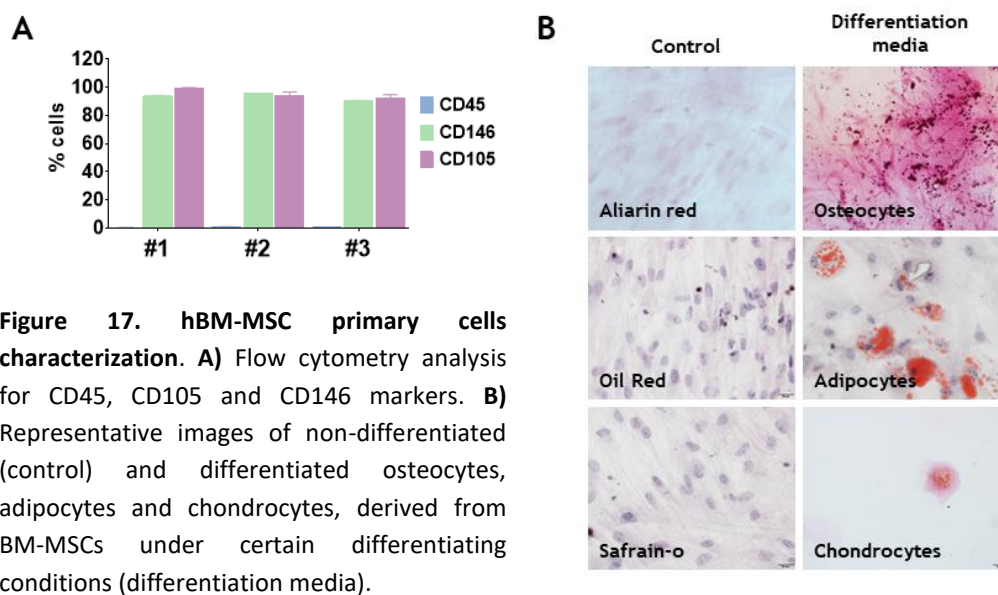 A
120
100
80
60
40
20
0
% cells
#1 #2 #3
CD45
CD146
CD105
Figure 17. hBM-MSC primary cells
characterization. A) Flow cytometry analysis
for CD45, CD105 and CD146 markers. B)
Representative images of non-differentiated
(control) and differentiated osteocytes,
adipocytes and chondrocytes, derived from
BM-MSCs under certain differentiating
conditions (differentiation media).
B
Control
Differentiation
media
Aliarin red
Osteocytes
Oil Red
Adipocytes
Safrain-o
Chondrocytes